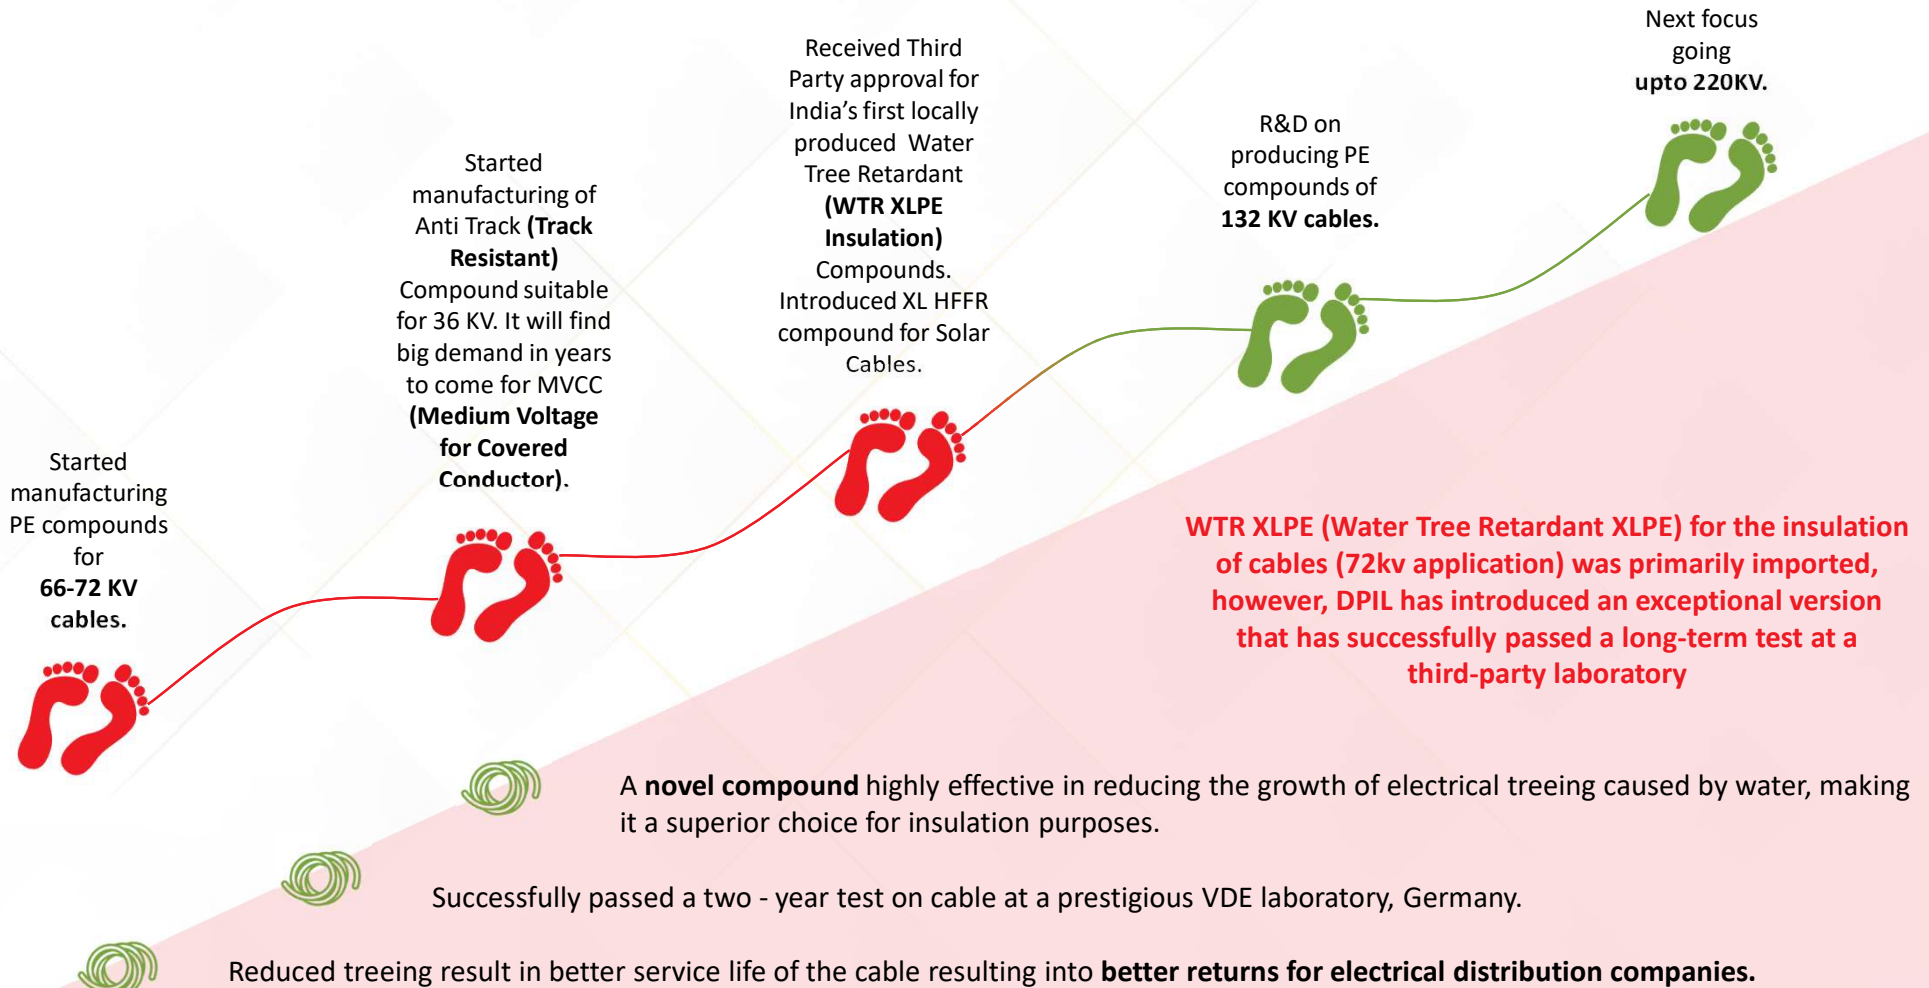 Started
manufacturing
PE compounds
for
66-72 KV
cables.
Started
manufacturing of
Anti Track (Track
Resistant)
Compound suitable
for 36 KV. It will find
big demand in years
to come for MVCC
(Medium Voltage
for Covered
Conductor).
Received Third
Party approval for
India’s first locally
produced Water
Tree Retardant
(WTR XLPE
Insulation)
Compounds.
Introduced XL HFFR
compound for Solar
Cables.
R&D on
producing PE
compounds of
132 KV cables.
Next focus
going
upto 220KV.
WTR XLPE (Water Tree Retardant XLPE) for the insulation
of cables (72kv application) was primarily imported,
however, DPIL has introduced an exceptional version
that has successfully passed a long-term test at a
third-party laboratory
A novel compound highly effective in reducing the growth of electrical treeing caused by water, making
it a superior choice for insulation purposes.
Successfully passed a two - year test on cable at a prestigious VDE laboratory, Germany.
Reduced treeing result in better service life of the cable resulting into better returns for electrical distribution companies.